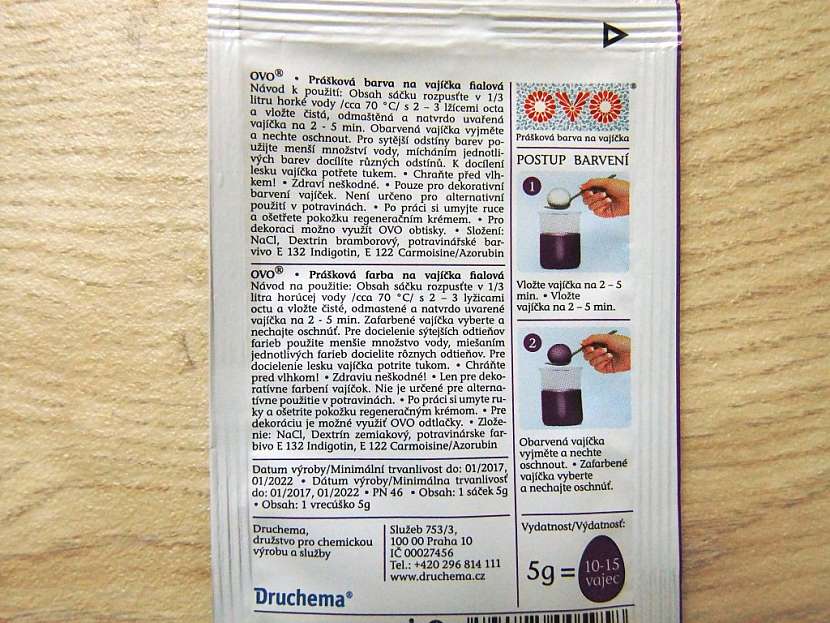 OVO® • Prášková barva na vajíčka fialová
Návod k použití: Obsah sáčku rozpusťte v 1/3
litru horké vody /cca 70 °C/ s 2 – 3 lžícemi octa
a vložte čistá, odmaštěná a natvrdo uvařená
vajíčka na 2 - 5 min. Obarvená vajíčka vyjměte
a nechte oschnout. Pro sytější odstíny barev po-
užijte menší množství vody, mícháním jednotli-
vých barev docílíte různých odstínů. K docílení
lesku vajíčka potřete tukem. • Chraňte před vlh-
kem! • Zdraví neškodné. • Pouze pro dekorativní
barvení vajíček. Není určeno pro alternativní
použití v potravinách. • Po práci si umyjte ruce
a ošetřete pokožku regeneračním krémem. • Pro
dekoraci možno využít OVO obtisky. • Složení:
NaCl, Dextrin bramborový, potravinářské bar-
vivo E 132 Indigotin, E 122 Carmoisine/Azorubin
OVO® • Prášková farba na vajíčka fialová
Návod na použitie: Obsah sáčku rozpusťte v 1/3
litra horúcej vody /cca 70 °C/ s 2 – 3 lyžicami
octu a vložte čisté, odmastené a natvrdo uvarené
vajíčka na 2 - 5 min. Zafarbené vajíčka vyberte a
nechajte oschnúť. Pre docielenie sýtejších odtieňov
farieb použite menšie množstvo vody, miešaním
jednotlivých farieb docielite rôznych odtieňov. Pre
docielenie lesku vajíčka potrite tukom. • Chráňte
pred vlhkom! • Zdraviu neškodné! • Len pre deko-
ratívne farbení vajíčok. Nie je určené pre alterna-
tívne použitie v potravinách. • Po práci si umyte ru-
ky a ošetrite pokožku regeneračným krémom. • Pre
dekoráciu je možné využiť OVO odtlačky. • Zlože-
nie: NaCl, Dextrín zemiakový, potravinárske far-
bivo E 132 Indigotin, E 122 Carmoisine/Azorubin
Datum výroby/Minimální trvanlivost do: 01/2017,
01/2022 • Dátum výroby/Minimálna trvanlivosť
do: 01/2017, 01/2022 • PN 46 • Obsah: 1 sáček 5g
• Obsah: 1 vrecúško 5g
Druchema,
družstvo pro chemickou
výrobu a služby
Služeb 753/3,
100 00 Praha 10
IČ 00027456
Tel.: +420 296 814 111
www.druchema.cz
Druchema®
OVO®
Prášková barva na vajíčka
POSTUP BARVENÍ
1
Vložte vajíčka na 2 – 5
min. • Vložte
vajíčka na 2 – 5 min.
2
Obarvená vajíčka
vyjměte a nechte
oschnout. • Zafarbené
vajíčka vyberte
a nechajte oschnúť.
Vydatnost/Výdatnosť:
5g = 10-15
vajec